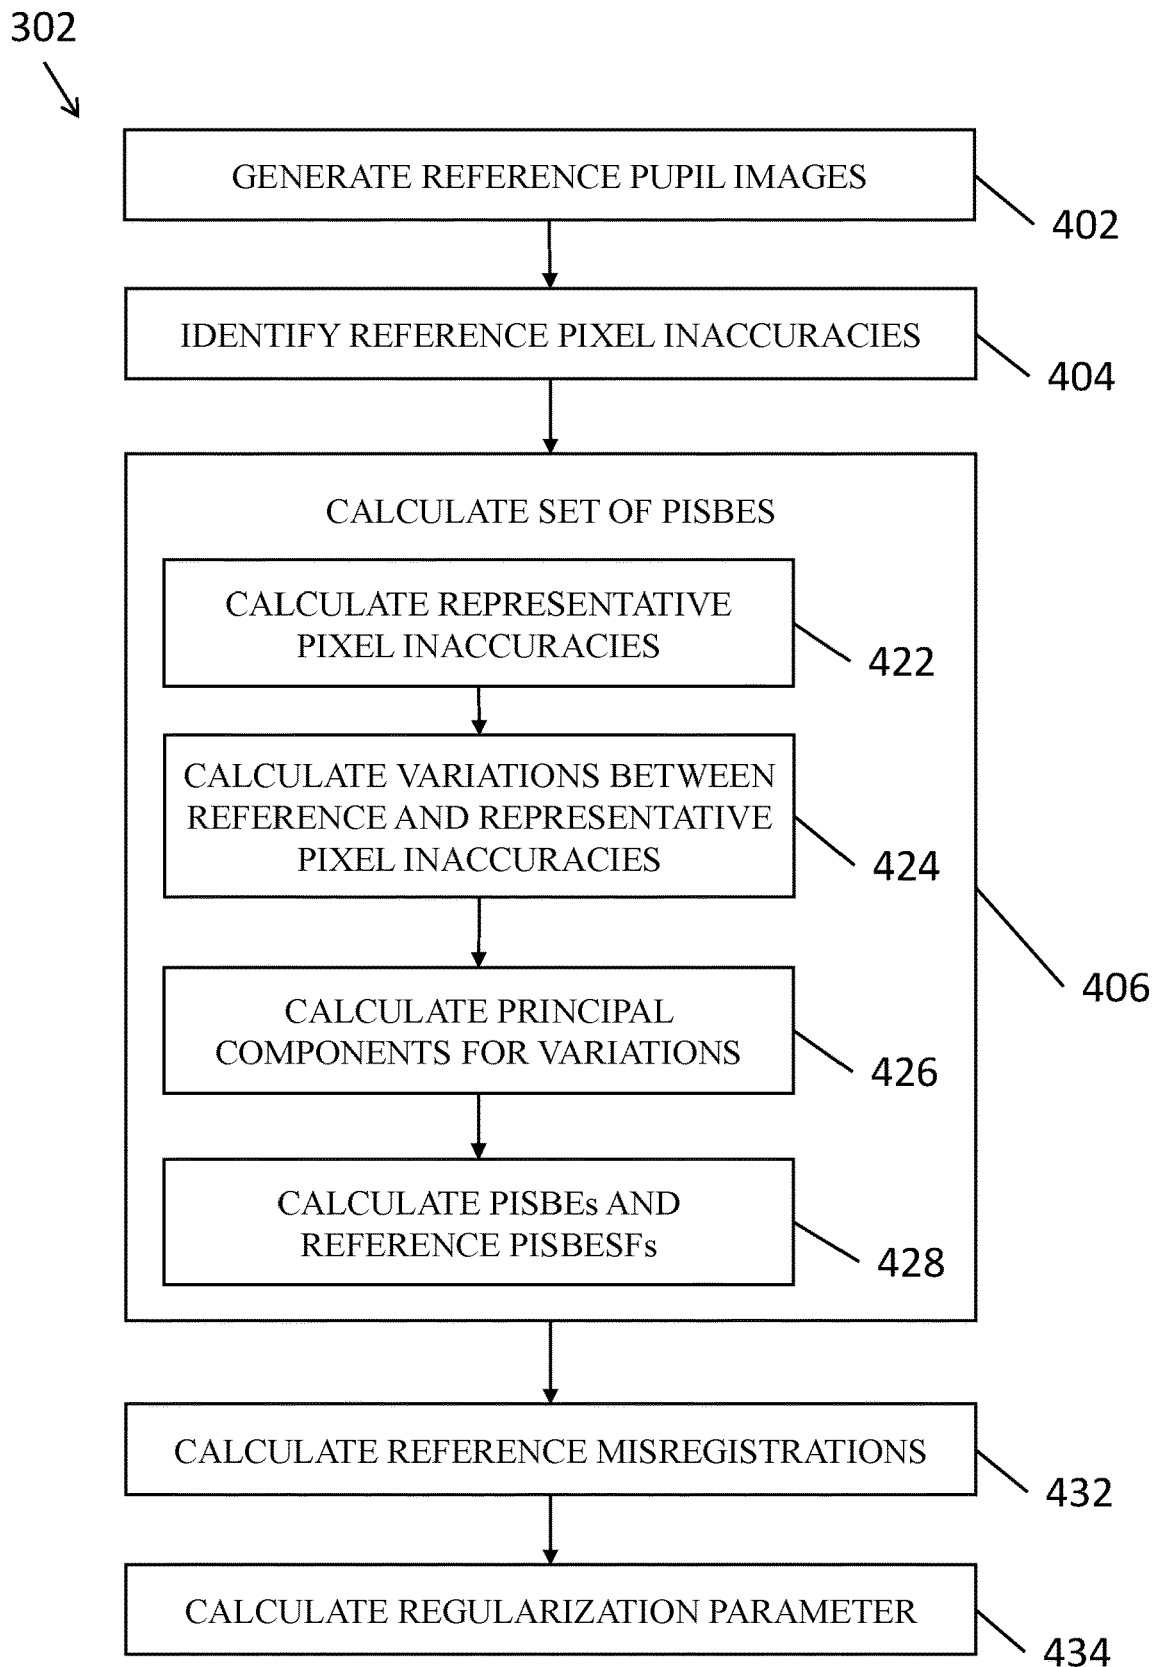 302
GENERATE REFERENCE PUPIL IMAGES
402
IDENTIFY REFERENCE PIXEL INACCURACIES
404
CALCULATE SET OF PISBES
CALCULATE REPRESENTATIVE
PIXEL INACCURACIES
422
CALCULATE VARIATIONS BETWEEN
REFERENCE AND REPRESENTATIVE
PIXEL INACCURACIES
424
406
CALCULATE PRINCIPAL
COMPONENTS FOR VARIATIONS
426
CALCULATE PISBEs AND
REFERENCE PISBESFs
428
CALCULATE REFERENCE MISREGISTRATIONS
432
CALCULATE REGULARIZATION PARAMETER
434